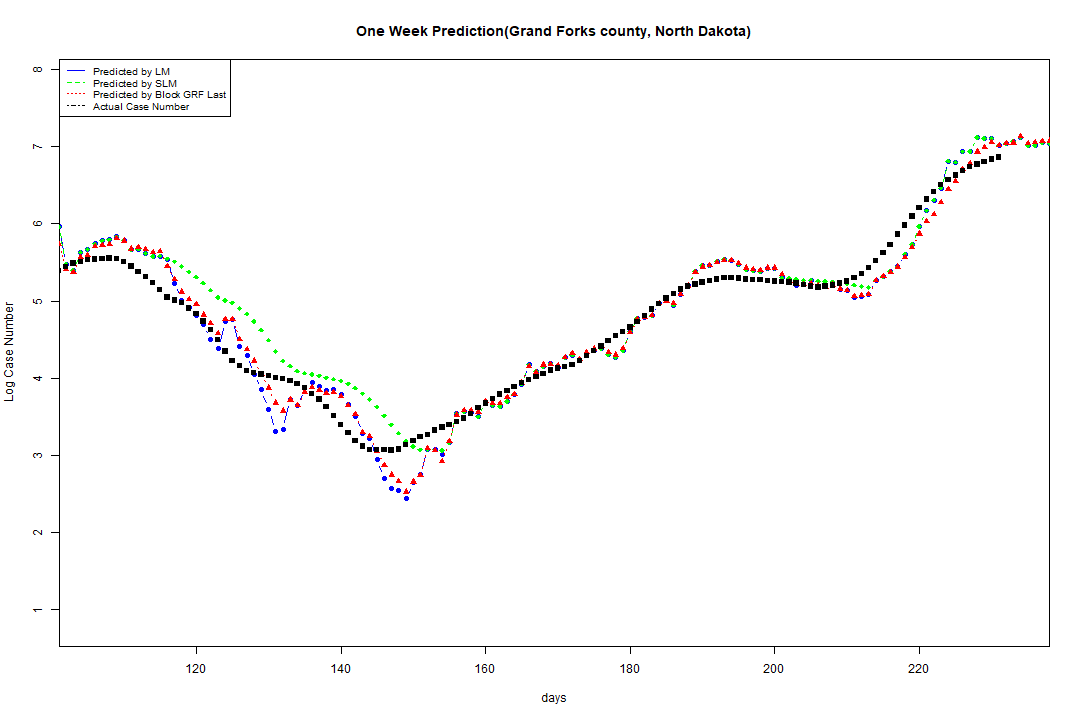 One Week Prediction(Grand Forks county, North Dakota)
Predicted by LM
Predicted by SLM
Predicted by Block GRF Last
Actual Case Number
8
7
6
5
4
3
2
1
Log Case Number
120 140 160 180 200 220
days